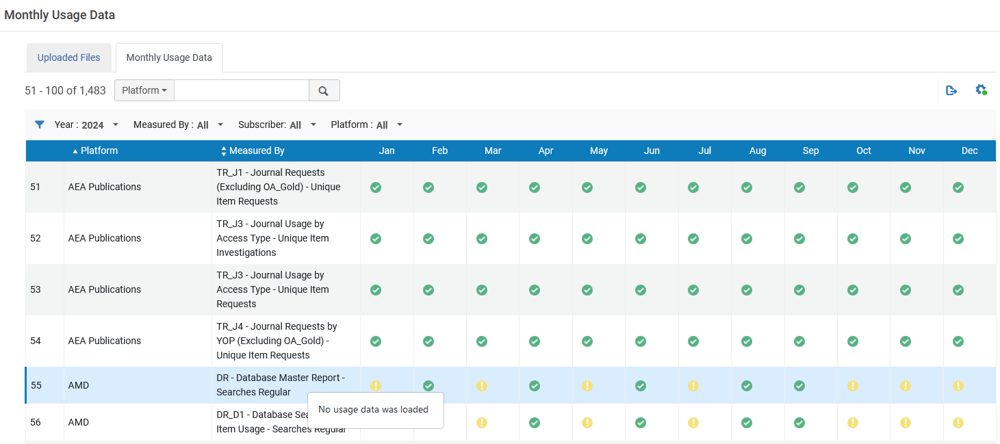 Monthly Usage Data
Uploaded Files
Monthly Usage Data
51 - 100 of 1,483
Platform
Year : 2024
Measured By : All
Subscriber: All
Platform : All
Platform Measured By Jan Feb Mar Apr May Jun Jul Aug Sep Oct Nov Dec
51 AEA Publications
TR_J1 - Journal Requests
(Excluding OA_Gold) - Unique
Item Requests
52 AEA Publications
TR_J3 - Journal Usage by
Access Type - Unique Item
Investigations
53 AEA Publications
TR_J3 - Journal Usage by
Access Type - Unique Item
Requests
54 AEA Publications
TR_J4 - Journal Requests by
YOP (Excluding OA_Gold) -
Unique Item Requests
55 AMD
DR - Database Master Report -
Searches Regular
No usage data was loaded
56 AMD
DR_D1 - Database
Item Usage - Searches Regular